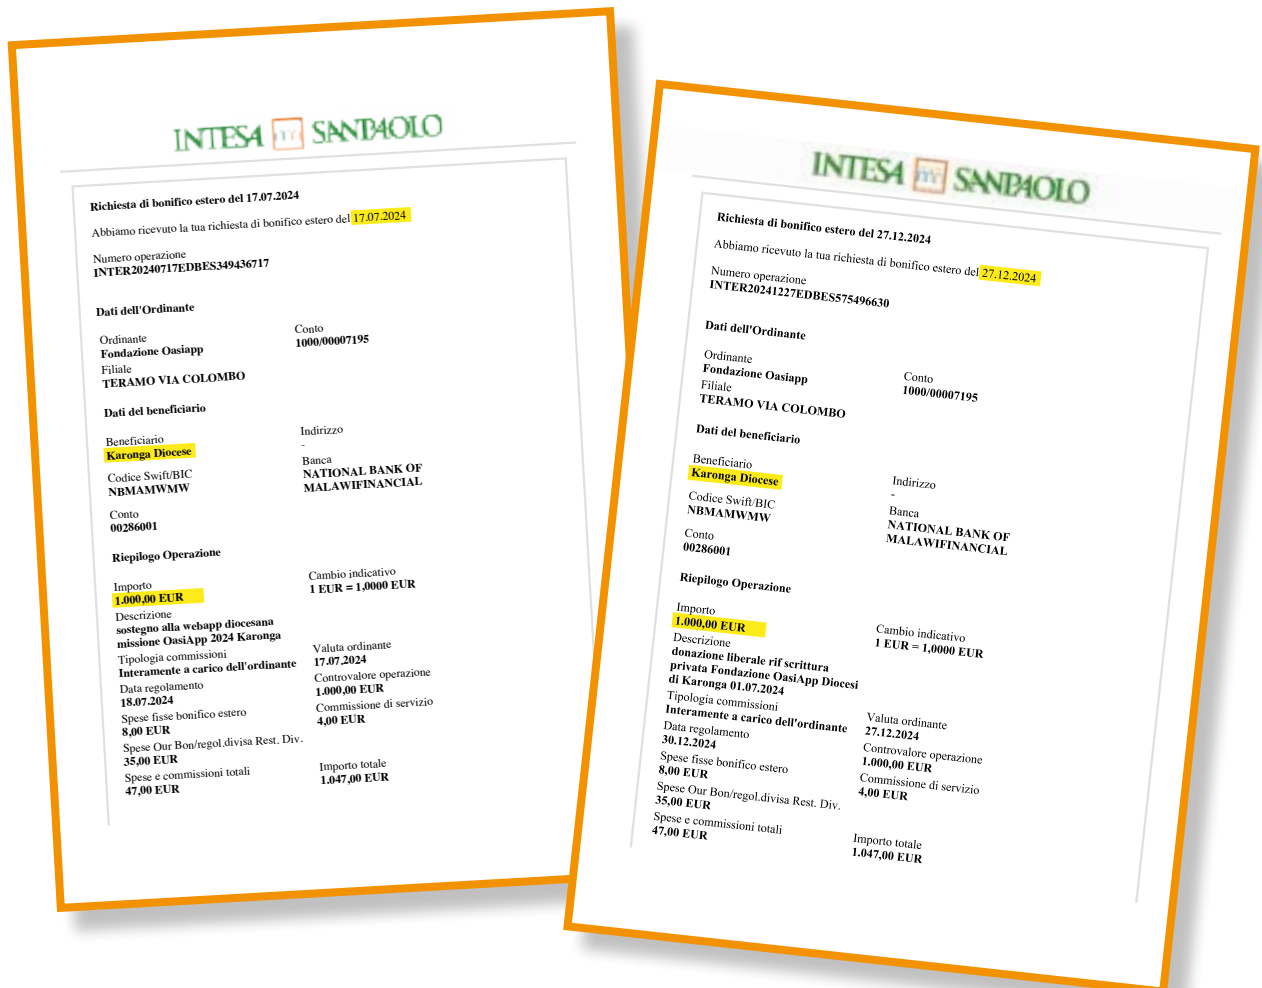 INTESA SANPAOLO
Richiesta di bonifico estero del 17.07.2024
Abbiamo ricevuto la tua richiesta di bonifico estero del 17.07.2024
Numero operazione
INTER20240717EDBES349436717
Dati dell'Ordinante
Ordinante
Fondazione Oasiapp
Conto
1000/00007195
Filiale
TERAMO VIA COLOMBO
Dati del beneficiario
Beneficiario
Karonga Diocese
Indirizzo
-
Codice Swift/BIC
NBMAMWMW
Banca
NATIONAL BANK OF
MALAWIFINANCIAL
Conto
00286001
Riepilogo Operazione
Importo
1.000,00 EUR
Cambio indicativo
1 EUR = 1,0000 EUR
Descrizione
sostegno alla webapp diocesana
missione OasiApp 2024 Karonga
Tipologia commissioni
Interamente a carico dell'ordinante
Valuta ordinante
17.07.2024
Data regolamento
18.07.2024
Controvalore operazione
1.000,00 EUR
Spese fisse bonifico estero
8,00 EUR
Commissione di servizio
4,00 EUR
Spese Our Bon/regol.divisa Rest. Div.
35,00 EUR
Spese e commissioni totali
47,00 EUR
Importo totale
1.047,00 EUR
INTESA SANPAOLO
Richiesta di bonifico estero del 27.12.2024
Abbiamo ricevuto la tua richiesta di bonifico estero del 27.12.2024
Numero operazione
INTER20241227EDBES575496630
Dati dell'Ordinante
Ordinante
Fondazione Oasiapp
Conto
1000/00007195
Filiale
TERAMO VIA COLOMBO
Dati del beneficiario
Beneficiario
Karonga Diocese
Indirizzo
-
Codice Swift/BIC
NBMAMWMW
Banca
NATIONAL BANK OF
MALAWIFINANCIAL
Conto
00286001
Riepilogo Operazione
Importo
1.000,00 EUR
Cambio indicativo
1 EUR = 1,0000 EUR
Descrizione
donazione liberale rif scrittura
privata Fondazione OasiApp Diocesi
di Karonga 01.07.2024
Tipologia commissioni
Interamente a carico dell'ordinante
Valuta ordinante
27.12.2024
Data regolamento
30.12.2024
Controvalore operazione
1.000,00 EUR
Spese fisse bonifico estero
8,00 EUR
Commissione di servizio
4,00 EUR
Spese Our Bon/regol.divisa Rest. Div.
35,00 EUR
Spese e commissioni totali
47,00 EUR
Importo totale
1.047,00 EUR